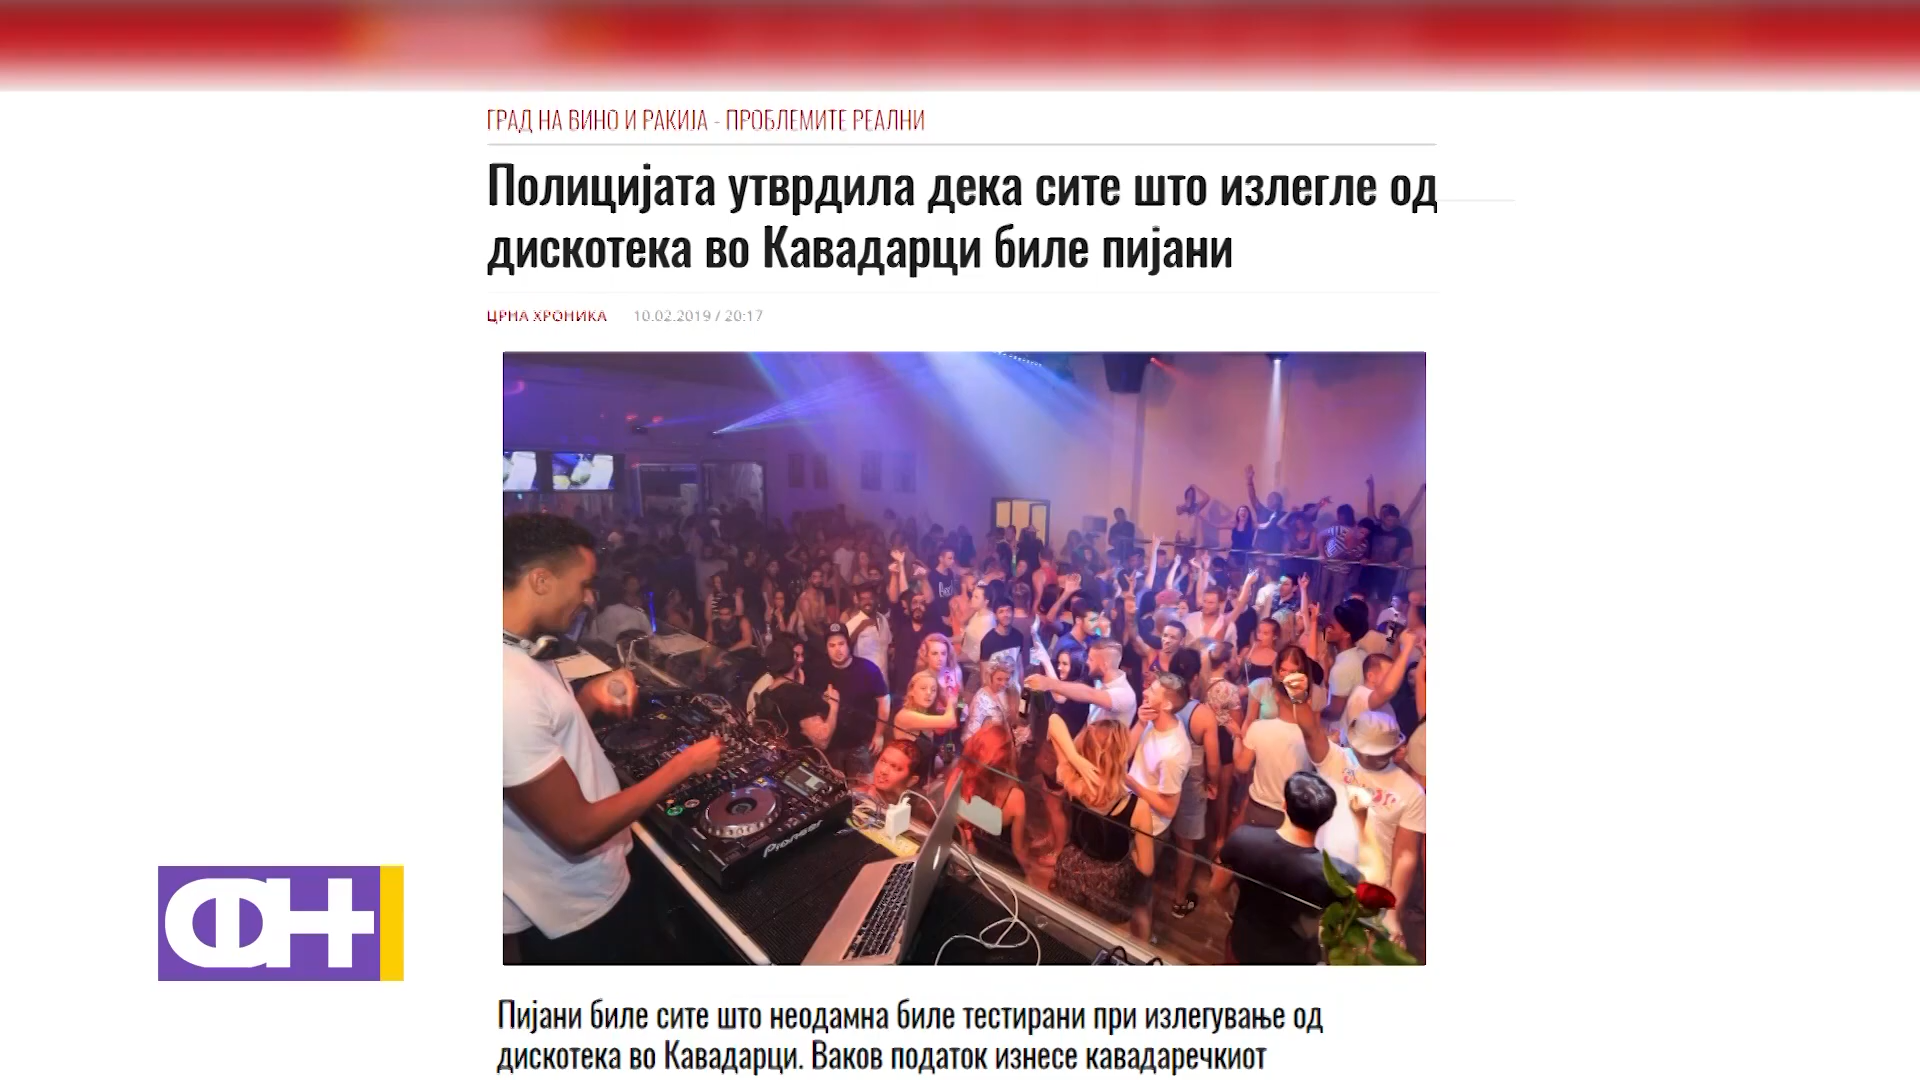 ГРАД НА ВИНО И РАКИЈА - ПРОБЛЕМИТЕ РЕАЛНИ
Полицијата утврдила дека сите што излегле од
дискотека во Кавадарци биле пијани
ЦРНА ХРОНИКА 10.02.2019 / 20:17
Pioneer
ФН+
Пијани биле сите што неодамна биле тестирани при излегување од
дискотека во Кавадарци. Ваков податок изнесе кавадаречкиот